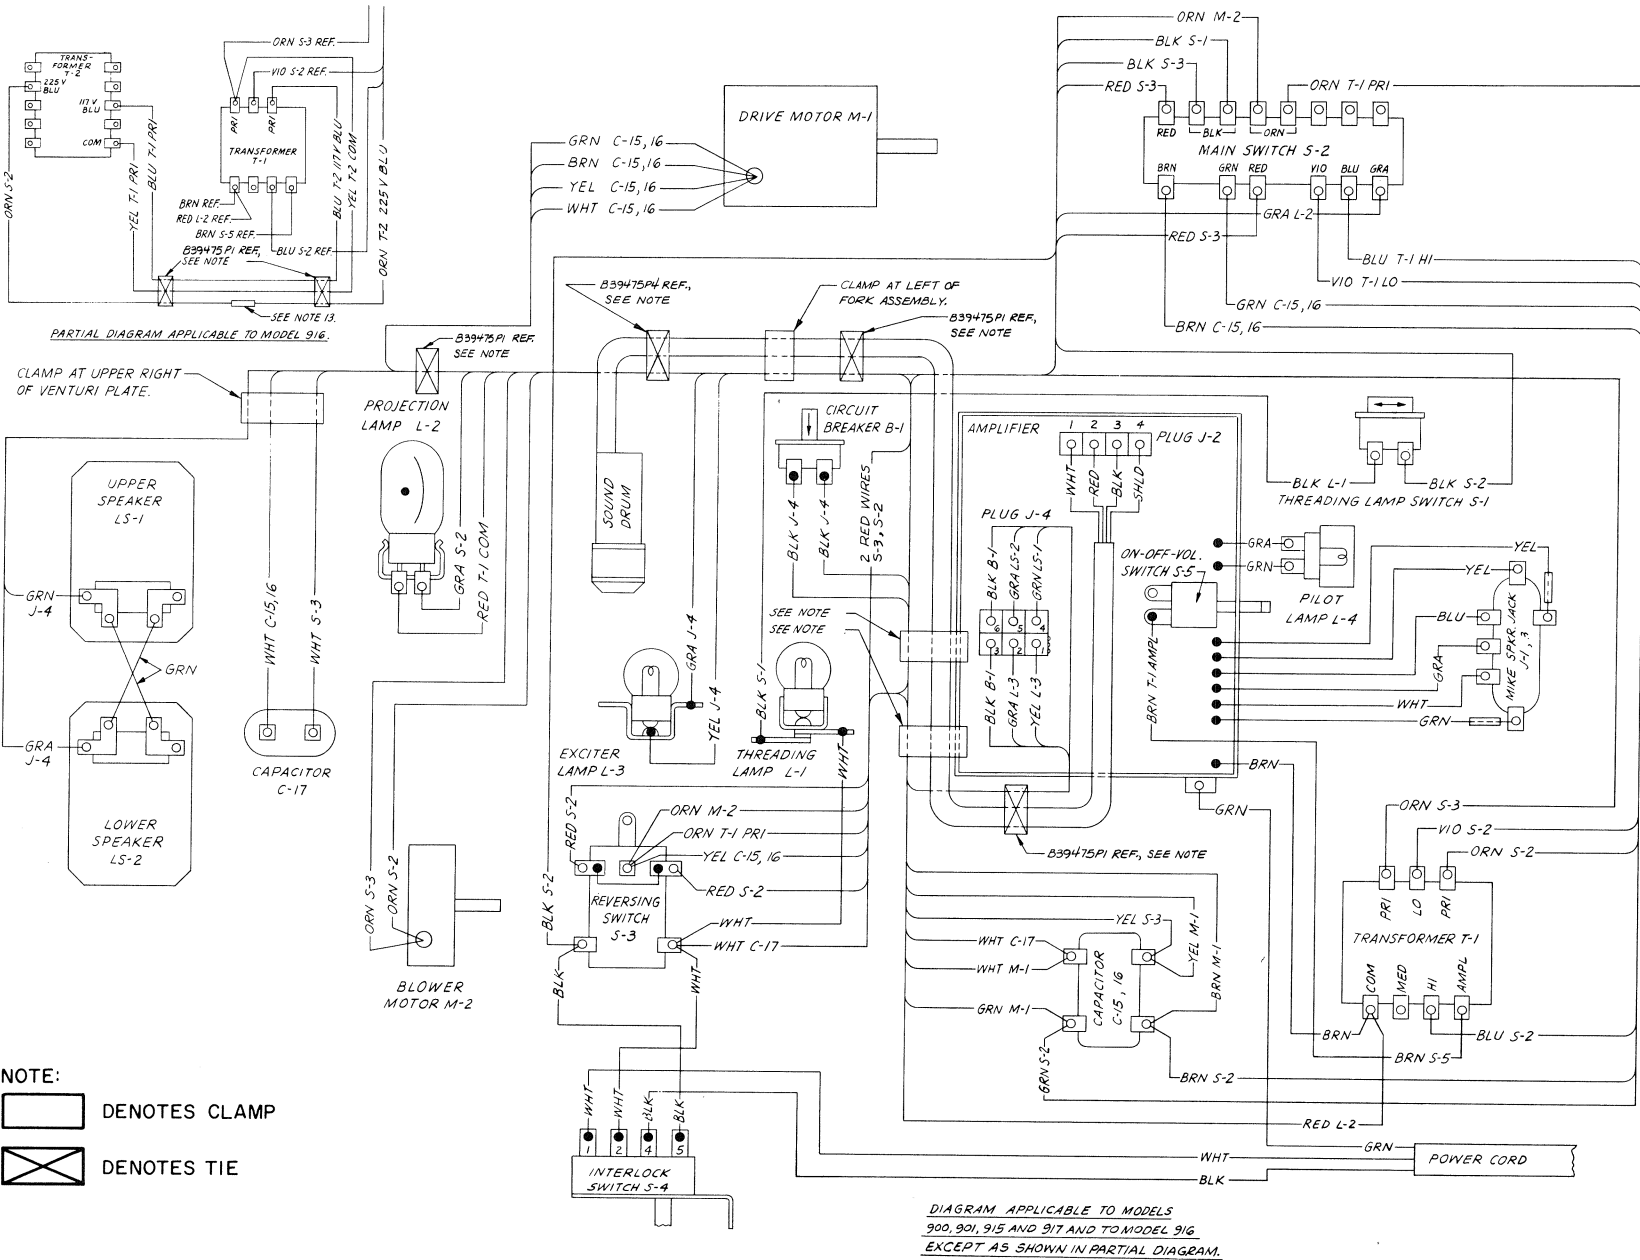 ORN S-3 REF.
TRANS-
FORMER
T-2
225V
BLU
117V
BLU
COM
VIO S-2 REF.
PRI
PRI
TRANSFORMER
T-1
ORN S-2
YEL T-1 PRI
BLU T-1 PRI
BRN REF.
RED L-2 REF.
BRN S-5 REF.
BLU S-2 REF.
BLU T-2 117V BLU
YEL T-2 COM
ORN T-2 225V BLU
B39475P1 REF.,
SEE NOTE
SEE NOTE 13.
PARTIAL DIAGRAM APPLICABLE TO MODEL 916.
DRIVE MOTOR M-1
GRN C-15,16
BRN C-15,16
YEL C-15,16
WHT C-15,16
ORN M-2
BLK S-1
BLK S-3
RED S-3
ORN T-1 PRI
RED
BLK
ORN
MAIN SWITCH S-2
BRN
GRN
RED
VIO
BLU
GRA
GRA L-2
RED S-3
BLU T-1 HI
VIO T-1 LO
GRN C-15,16
BRN C-15,16
B39475P4 REF.,
SEE NOTE
CLAMP AT LEFT OF
FORK ASSEMBLY.
B39475P1 REF.,
SEE NOTE
B39475P1 REF.
SEE NOTE
CLAMP AT UPPER RIGHT
OF VENTURI PLATE.
PROJECTION
LAMP L-2
UPPER
SPEAKER
LS-1
GRN
J-4
GRN
GRA
J-4
LOWER
SPEAKER
LS-2
WHT C-15,16
WHT S-3
CAPACITOR
C-17
GRA S-2
RED T-1 COM
SOUND
DRUM
CIRCUIT
BREAKER B-1
BLK J-4
BLK J-4
2 RED WIRES
S-3, S-2
AMPLIFIER
1
2
3
4
PLUG J-2
WHT
RED
BLK
SHLD
PLUG J-4
BLK B-1
GRA LS-2
GRN LS-1
6
5
4
3
2
1
BLK B-1
GRA L-3
YEL L-3
ON-OFF-VOL.
SWITCH S-5
BRN T-1 AMPL
BLK L-1
BLK S-2
THREADING LAMP SWITCH S-1
GRA
GRN
PILOT
LAMP L-4
YEL
YEL
BLU
GRA
WHT
GRN
MIKE SPKR. JACK
J-1, 3
BRN
GRN
SEE NOTE
SEE NOTE
GRA J-4
YEL J-4
EXCITER
LAMP L-3
BLK S-1
THREADING
LAMP L-1
WHT
RED S-2
ORN M-2
ORN T-1 PRI
YEL C-15,16
RED S-2
REVERSING
SWITCH
S-3
WHT
WHT C-17
BLK S-2
BLK
WHT
ORN S-3
ORN S-2
BLOWER
MOTOR M-2
B39475P1 REF., SEE NOTE
YEL S-3
WHT C-17
WHT M-1
GRN M-1
CAPACITOR
C-15, 16
YEL M-1
BRN M-1
GRN S-2
BRN S-2
ORN S-3
VIO S-2
ORN S-2
PRI
LO
PRI
TRANSFORMER T-1
COM
MED
HI
AMPL
BRN
BLU S-2
BRN S-5
RED L-2
WHT
WHT
BLK
BLK
1
2
4
5
INTERLOCK
SWITCH S-4
GRN
WHT
BLK
POWER CORD
NOTE:
DENOTES CLAMP
DENOTES TIE
DIAGRAM APPLICABLE TO MODELS
900, 901, 915 AND 917 AND TO MODEL 916
EXCEPT AS SHOWN IN PARTIAL DIAGRAM.